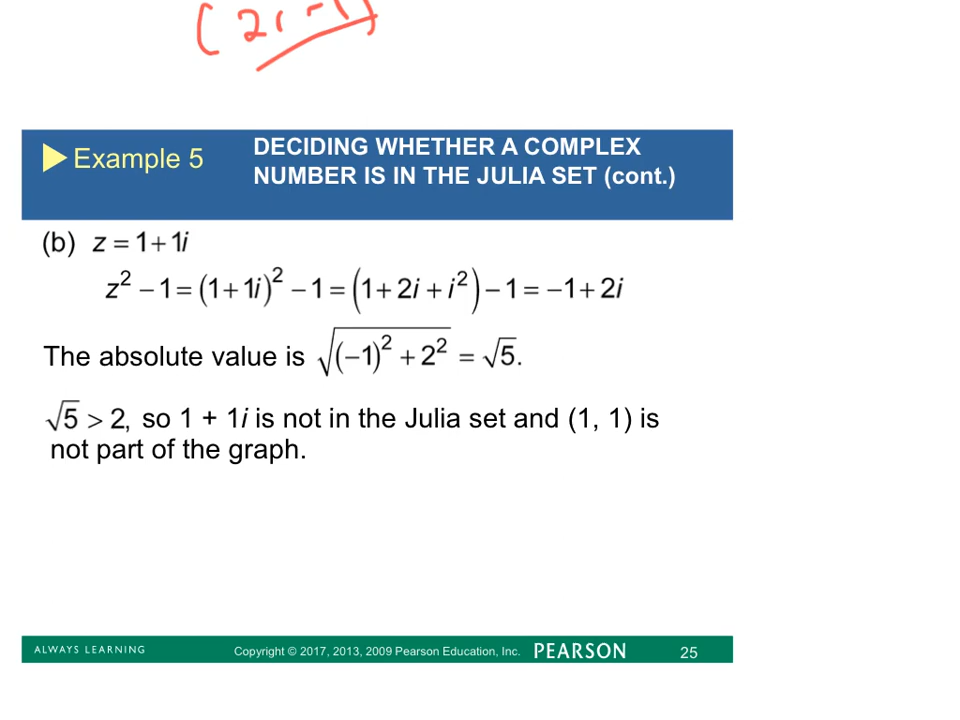 (2i-1)
Example 5
DECIDING WHETHER A COMPLEX
NUMBER IS IN THE JULIA SET (cont.)
(b) z = 1 + 1i
z² − 1 = (1 + 1i)² − 1 = (1 + 2i + i²) − 1 = −1 + 2i
The absolute value is √((−1)² + 2²) = √5.
√5 > 2, so 1 + 1i is not in the Julia set and (1, 1) is
not part of the graph.
ALWAYS LEARNING
Copyright © 2017, 2013, 2009 Pearson Education, Inc.
PEARSON
25